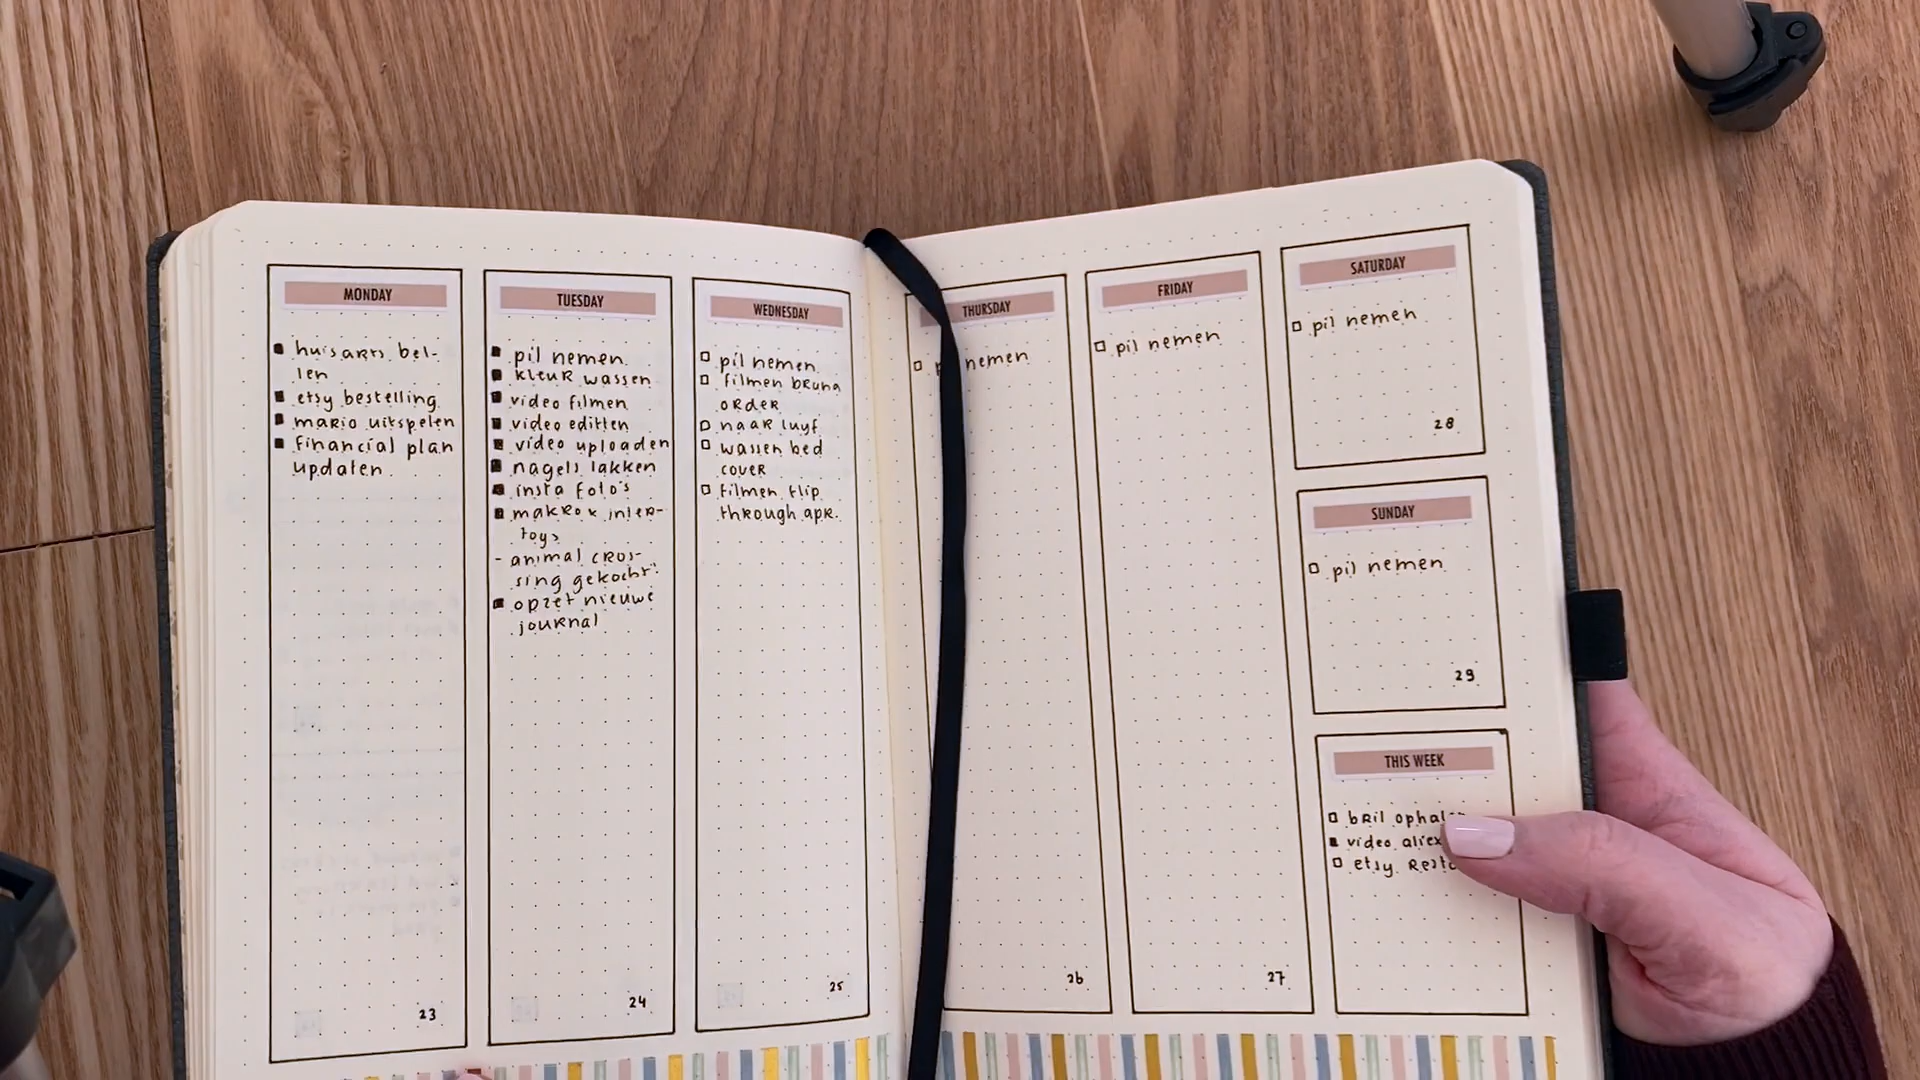 MONDAY
huisarts bel-
len
etsy bestelling
mario uitspelen
financial plan
updaten
23
TUESDAY
pil nemen
kleur wassen
video filmen
video editten
video uploaden
nagels lakken
insta foto's
makro x inter-
toys
- animal cros-
sing gekocht!!
opzet nieuwe
journal
24
WEDNESDAY
pil nemen
filmen bruna
order
naar luyf
wassen bed
cover
filmen flip
through apr.
25
THURSDAY
nemen
26
FRIDAY
pil nemen
27
SATURDAY
pil nemen
28
SUNDAY
pil nemen
29
THIS WEEK
bril
video
etsy